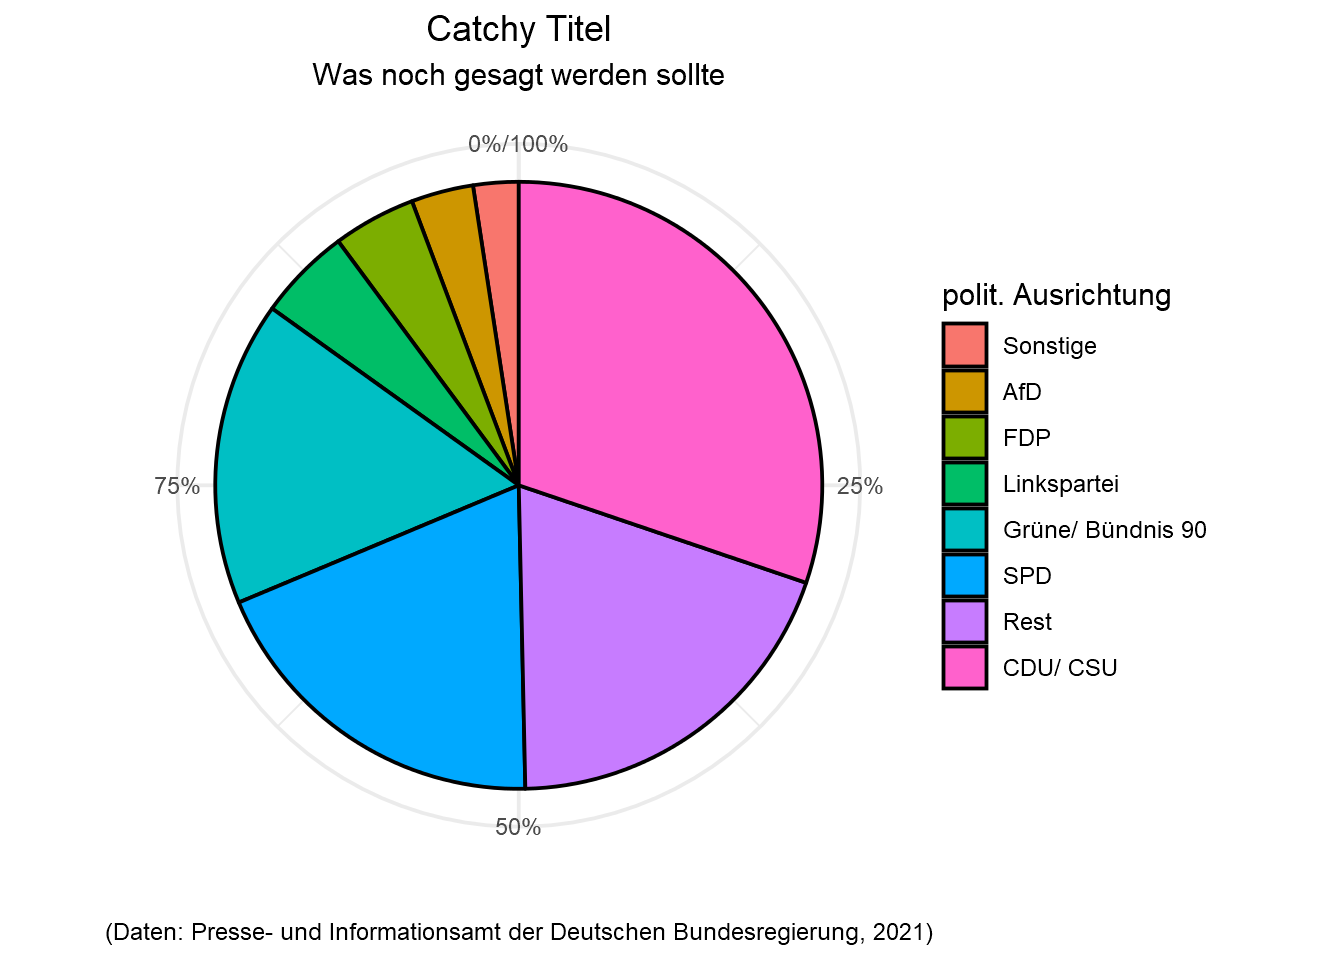 Catchy Titel
Was noch gesagt werden sollte
0%/100%
75%
25%
50%
polit. Ausrichtung
Sonstige
AfD
FDP
Linkspartei
Grüne/ Bündnis 90
SPD
Rest
CDU/ CSU
(Daten: Presse- und Informationsamt der Deutschen Bundesregierung, 2021)